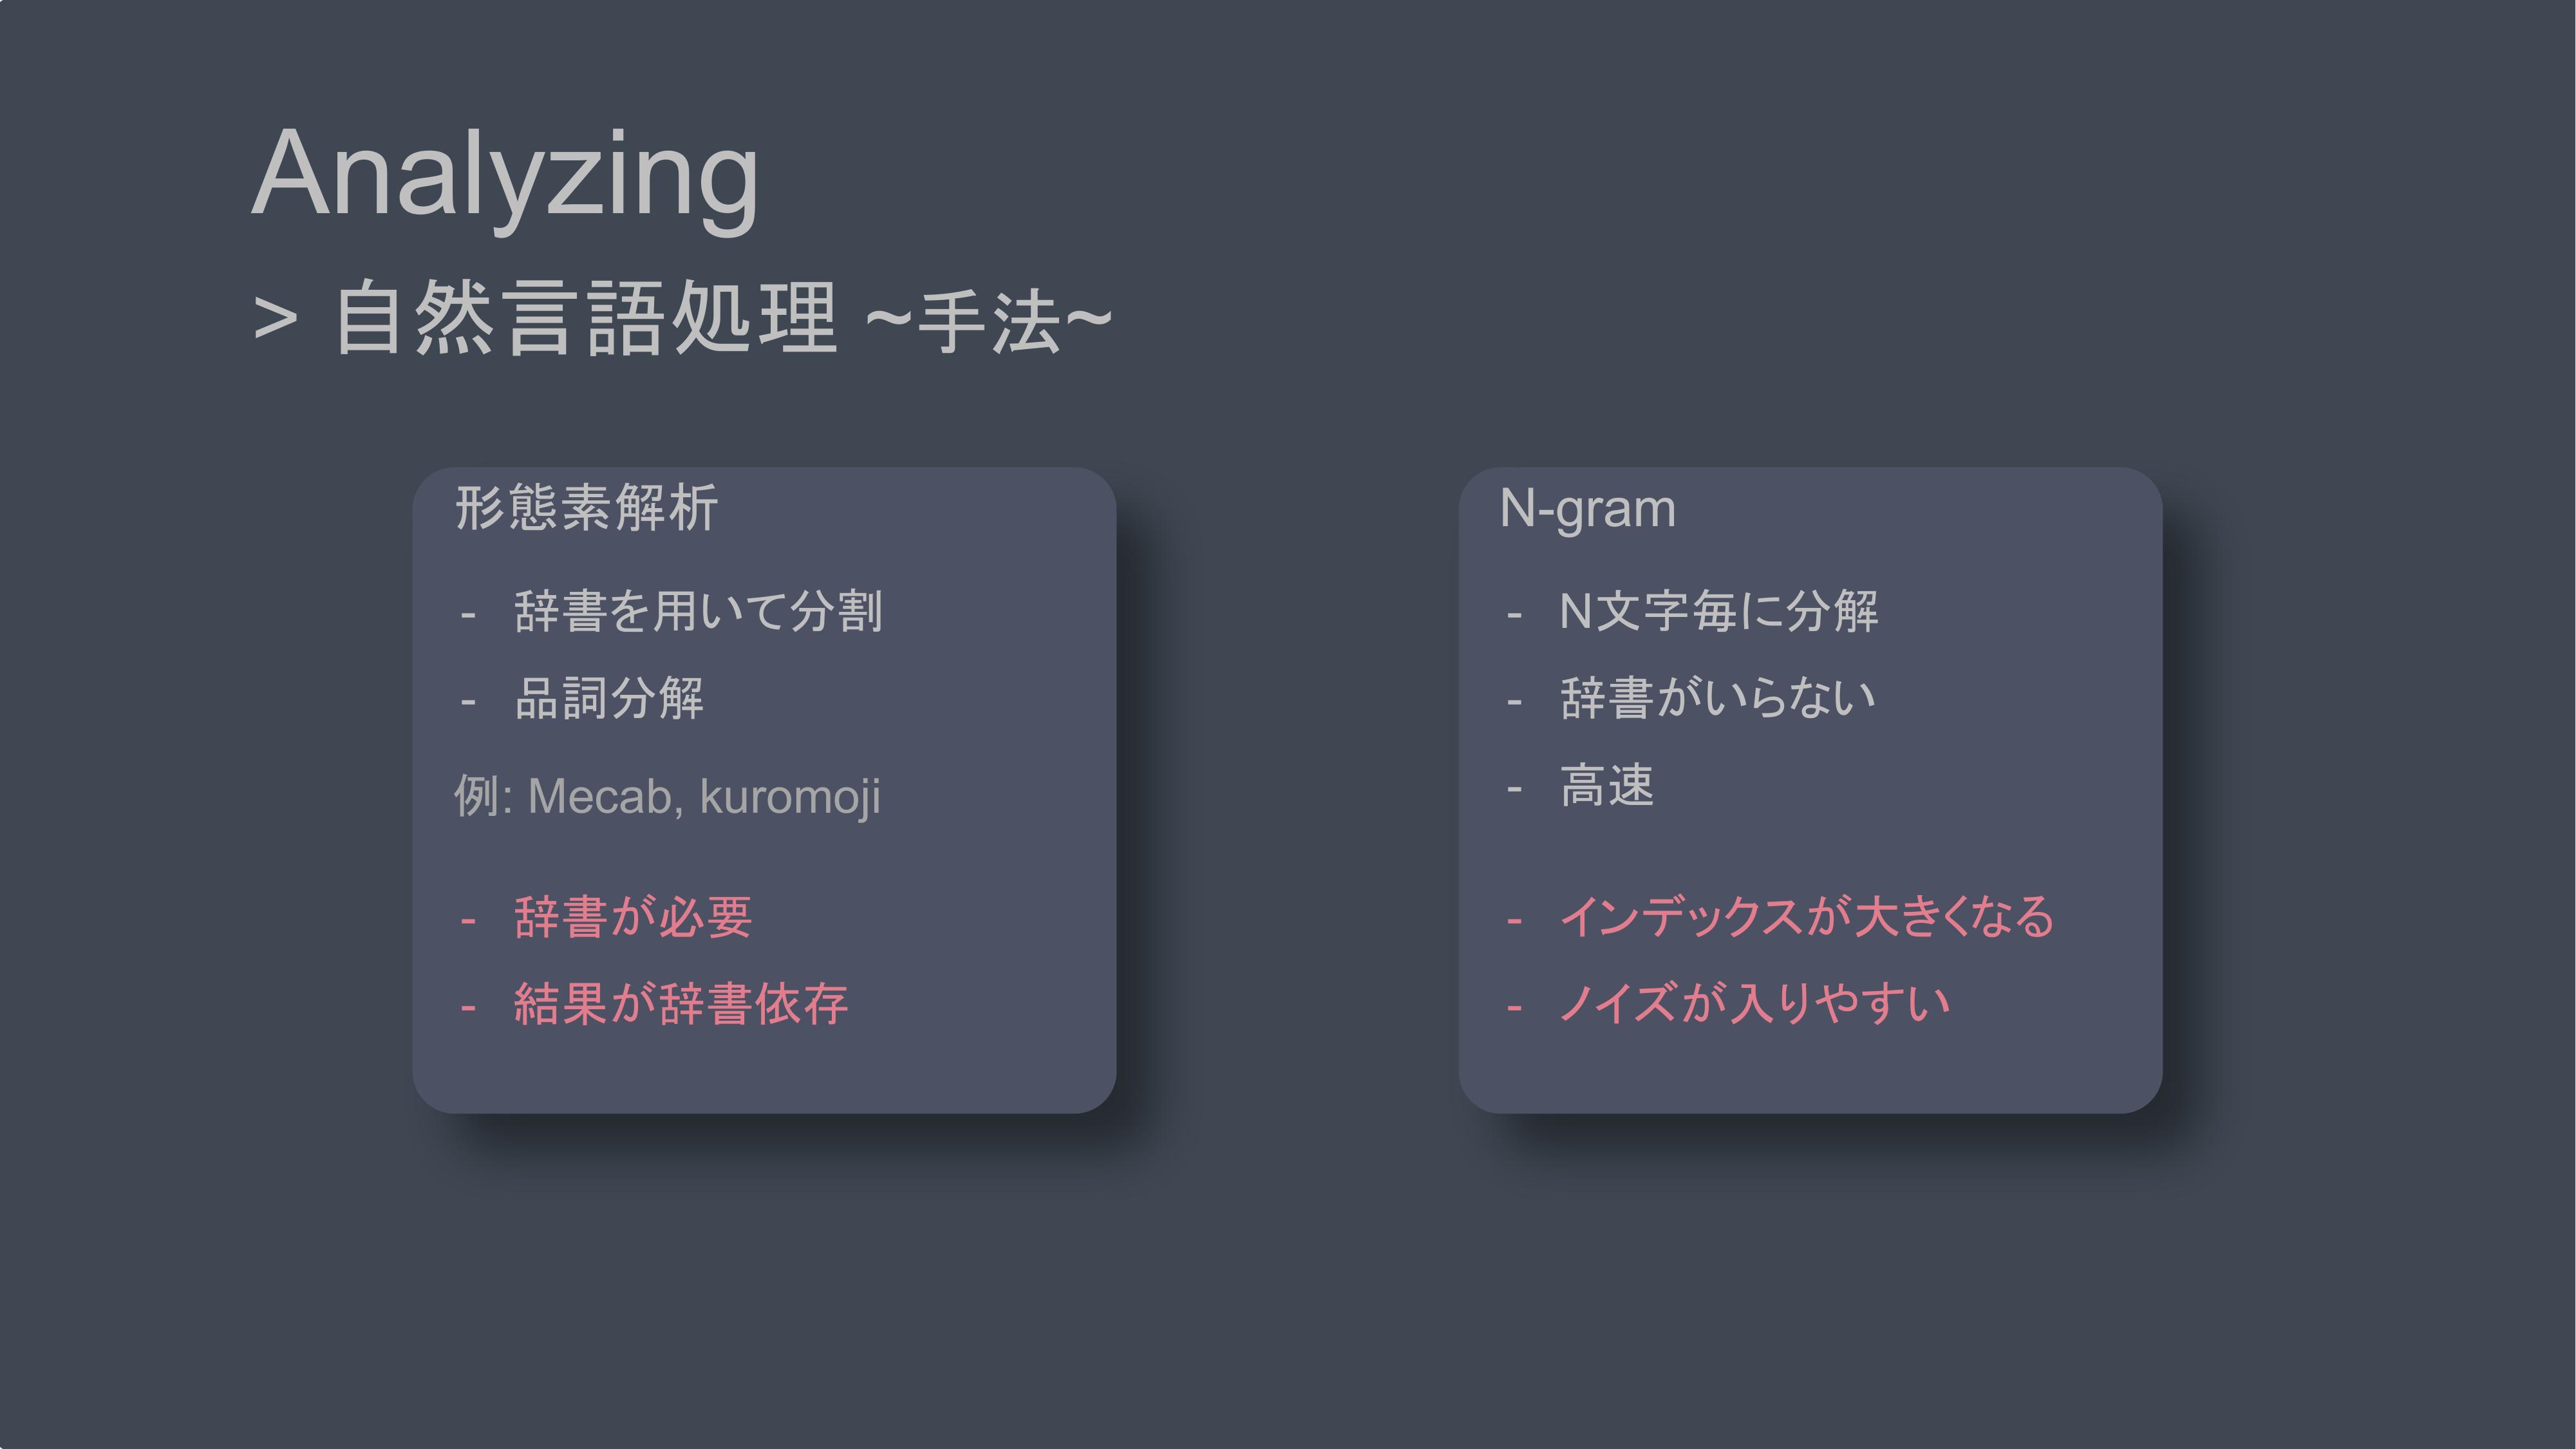 Analyzing
> 自然言語処理 ~手法~
形態素解析
- 辞書を用いて分割
- 品詞分解
例: Mecab, kuromoji
- 辞書が必要
- 結果が辞書依存
N-gram
- N文字毎に分解
- 辞書がいらない
- 高速
- インデックスが大きくなる
- ノイズが入りやすい